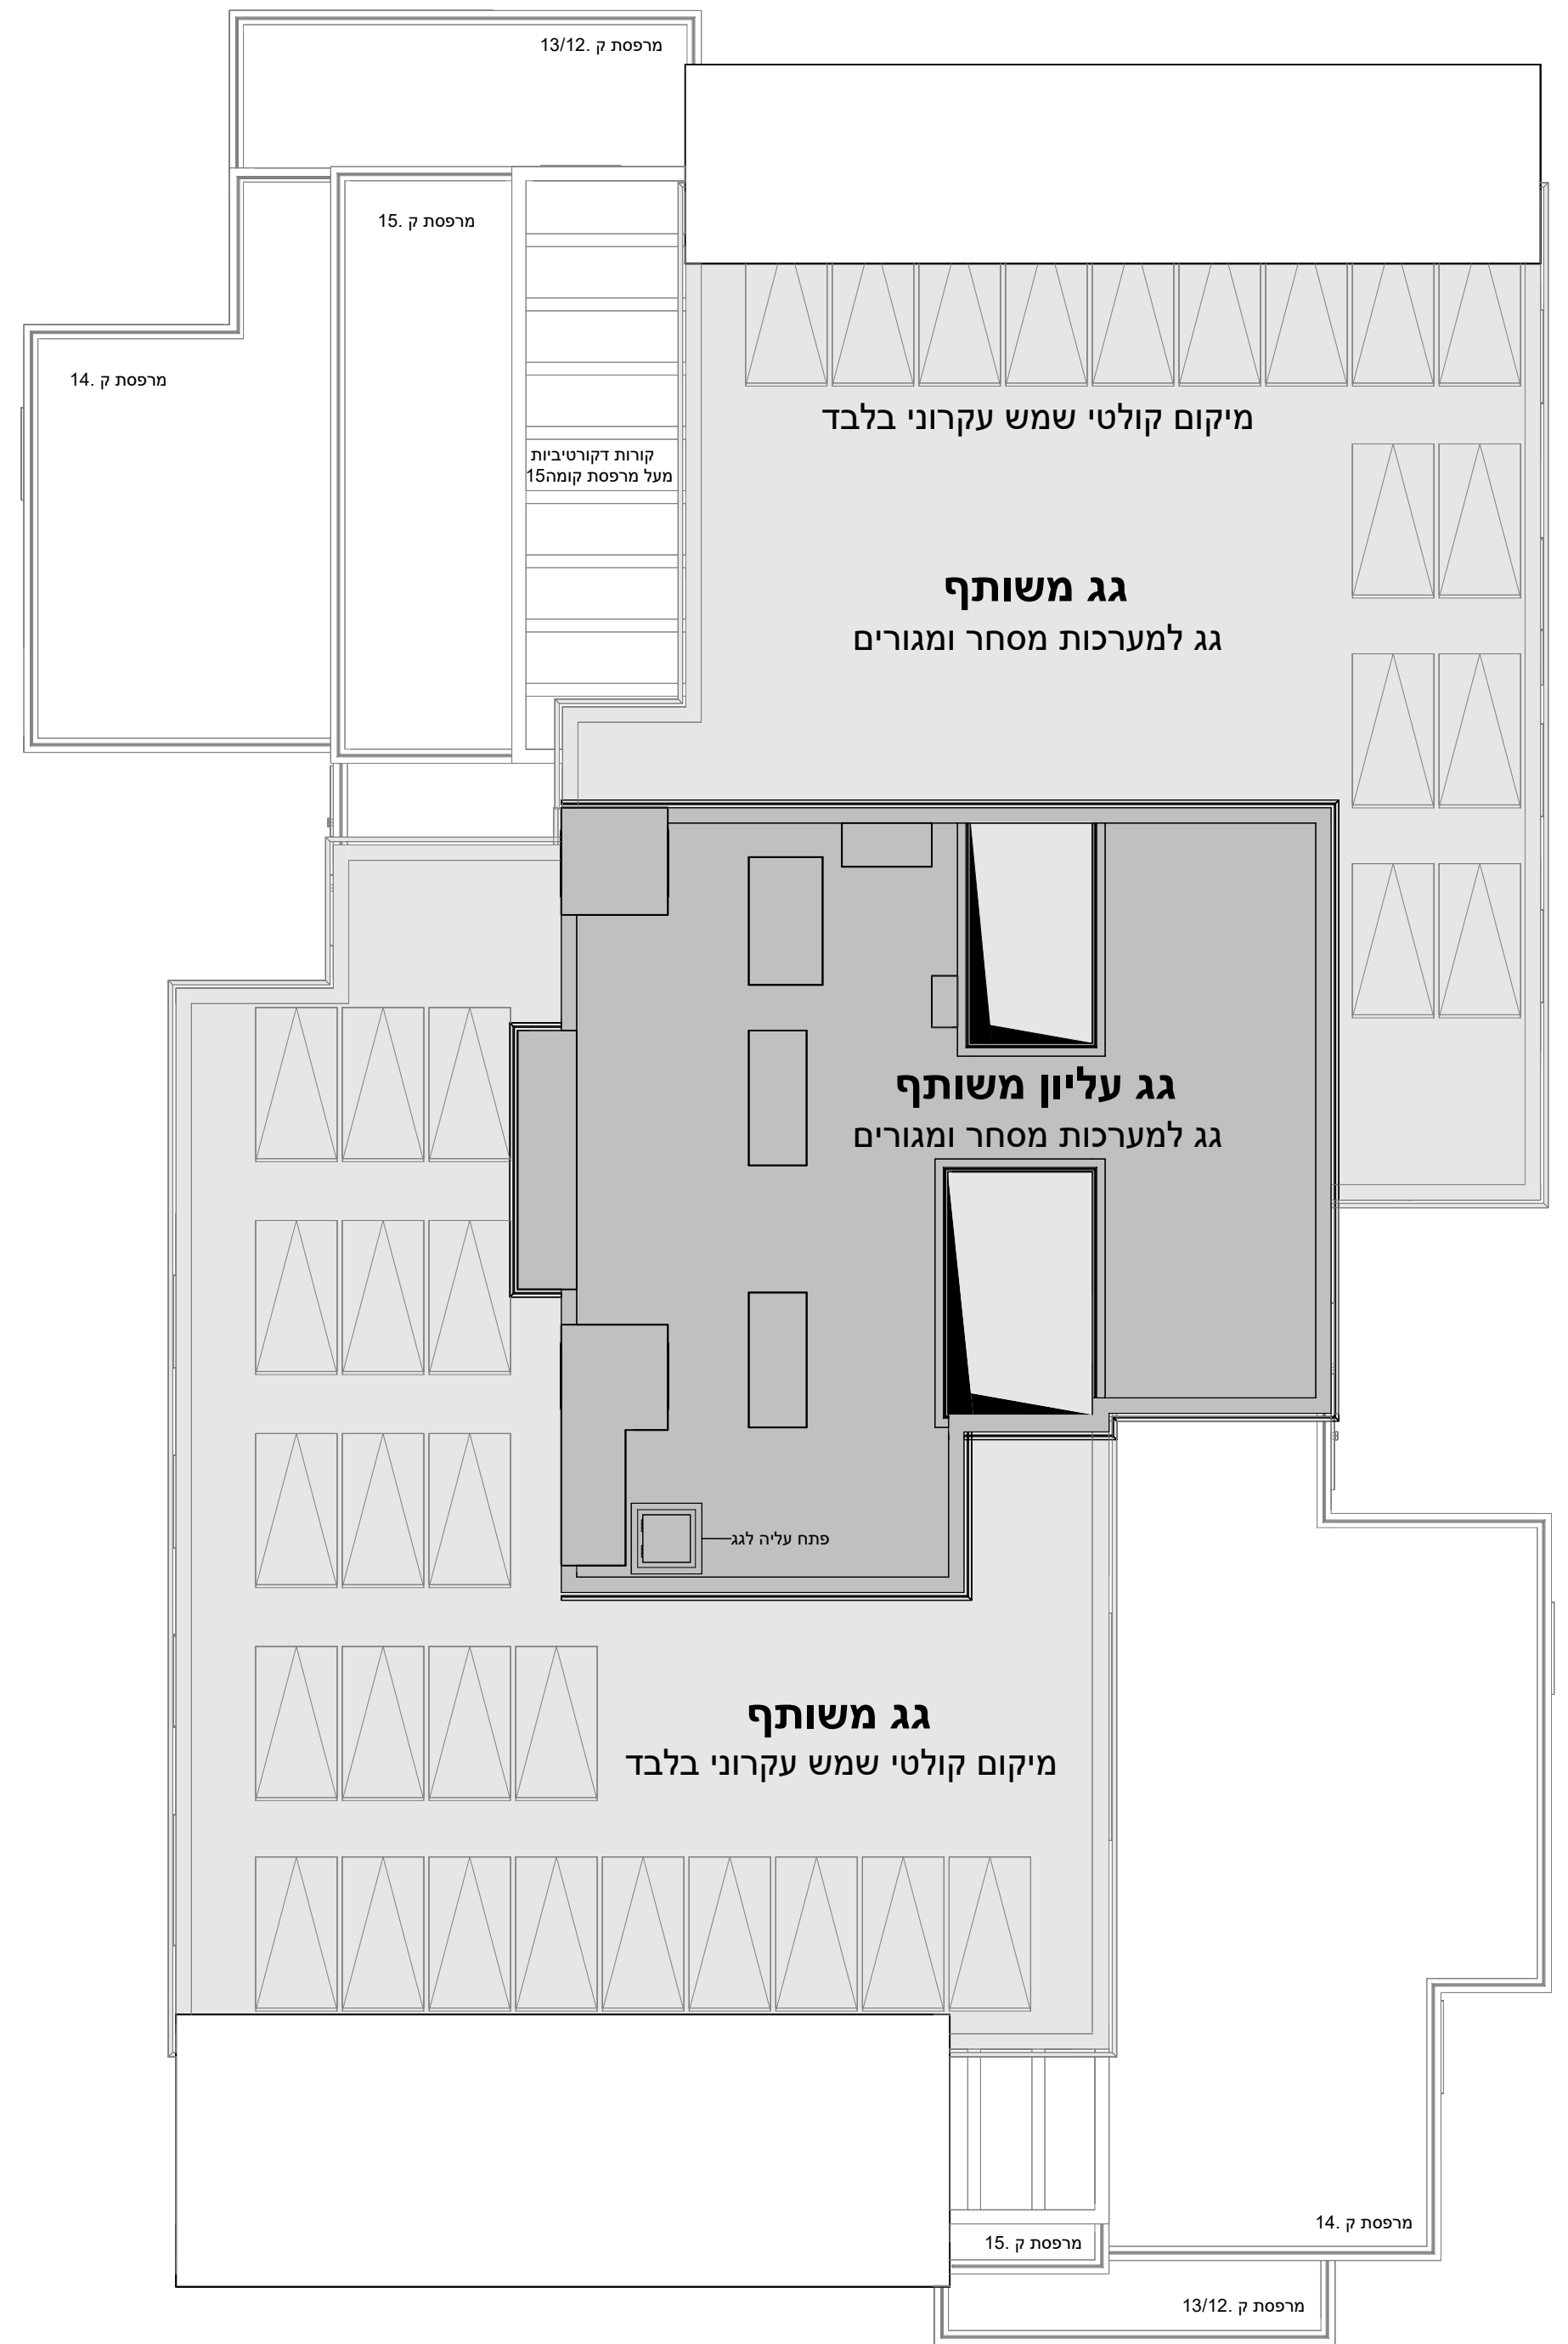 מרפסת ק .13/12
מרפסת ק .15
מרפסת ק .14
מיקום קולטי שמש עקרוני בלבד
קורות דקורטיביות
מעל מרפסת קומה15
גג משותף
גג למערכות מסחר ומגורים
גג עליון משותף
גג למערכות מסחר ומגורים
פתח עליה לגג
גג משותף
מיקום קולטי שמש עקרוני בלבד
מרפסת ק .14
מרפסת ק .15
מרפסת ק .13/12